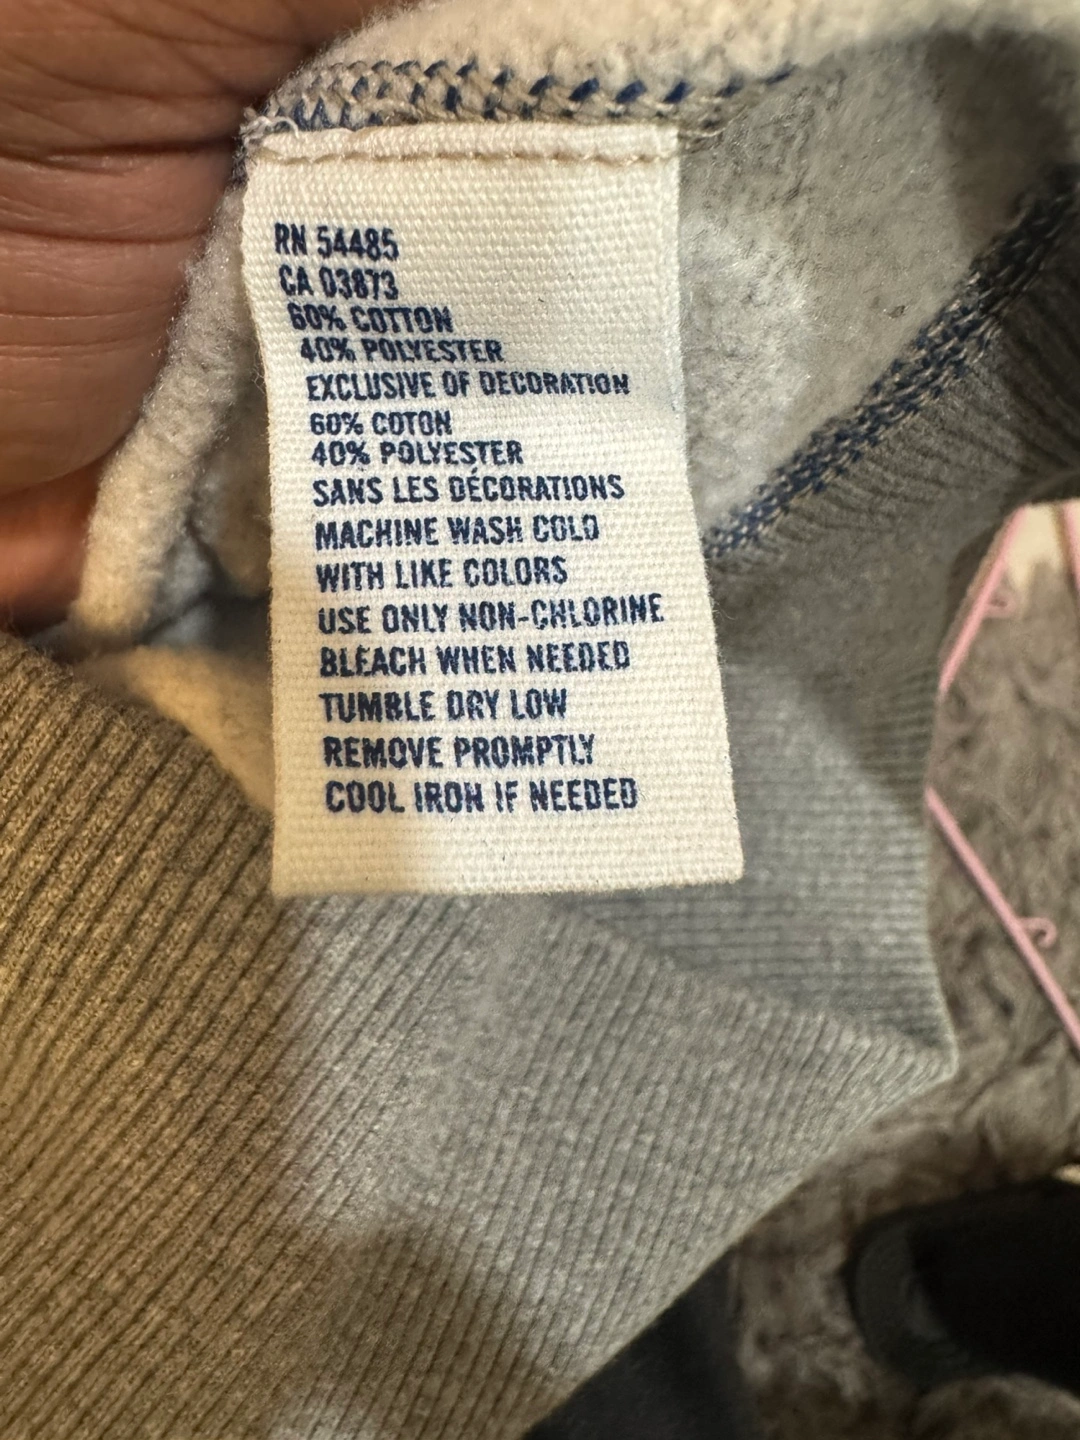 RN 54485
CA 03873
60% COTTON
40% POLYESTER
EXCLUSIVE OF DECORATION
60% COTON
40% POLYESTER
SANS LES DÉCORATIONS
MACHINE WASH COLD
WITH LIKE COLORS
USE ONLY NON-CHLORINE
BLEACH WHEN NEEDED
TUMBLE DRY LOW
REMOVE PROMPTLY
COOL IRON IF NEEDED